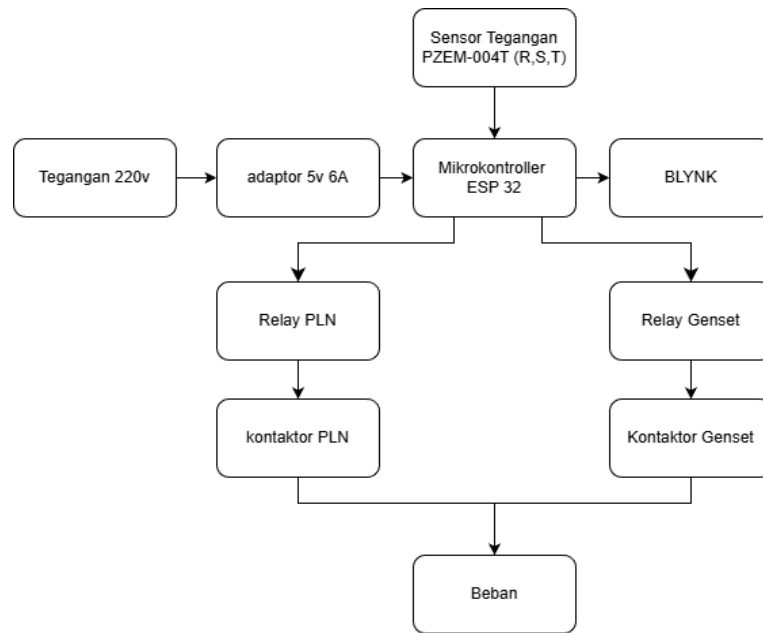 Sensor Tegangan
PZEM-004T (R,S,T)
Tegangan 220v
adaptor 5v 6A
Mikrokontroller
ESP 32
BLYNK
Relay PLN
Relay Genset
kontaktor PLN
Kontaktor Genset
Beban